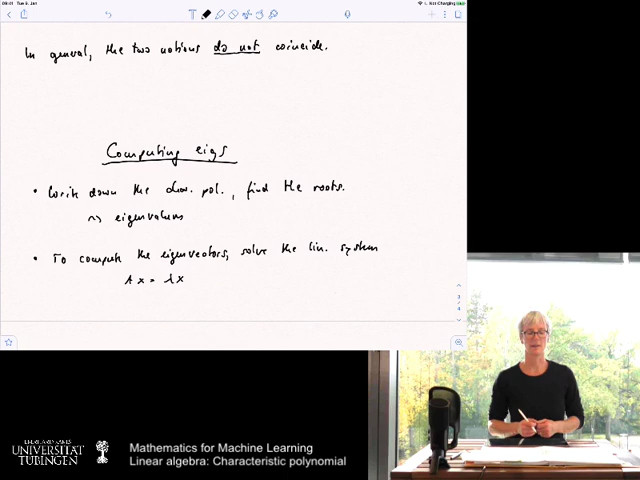 In general, the two notions do not coincide.
Computing eigs
• Write down the char. pol., find the roots.
~> eigenvalues
• To compute the eigenvectors, solve the lin. system
Ax = λx
EBERHARD KARLS
UNIVERSITÄT
TÜBINGEN
Mathematics for Machine Learning
Linear algebra: Characteristic polynomial